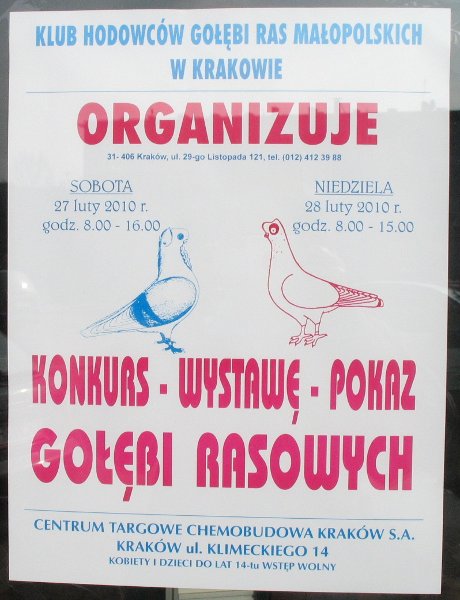 KLUB HODOWCÓW GOŁĘBI RAS MAŁOPOLSKICH
W KRAKOWIE
ORGANIZUJE
31- 406 Kraków, ul. 29-go Listopada 121, tel. (012) 412 39 88
SOBOTA
27 luty 2010 r.
godz. 8.00 - 16.00
NIEDZIELA
28 luty 2010 r.
godz. 8.00 - 15.00
KONKURS - WYSTAWĘ - POKAZ
GOŁĘBI RASOWYCH
CENTRUM TARGOWE CHEMOBUDOWA KRAKÓW S.A.
KRAKÓW ul. KLIMECKIEGO 14
KOBIETY I DZIECI DO LAT 14-tu WSTĘP WOLNY